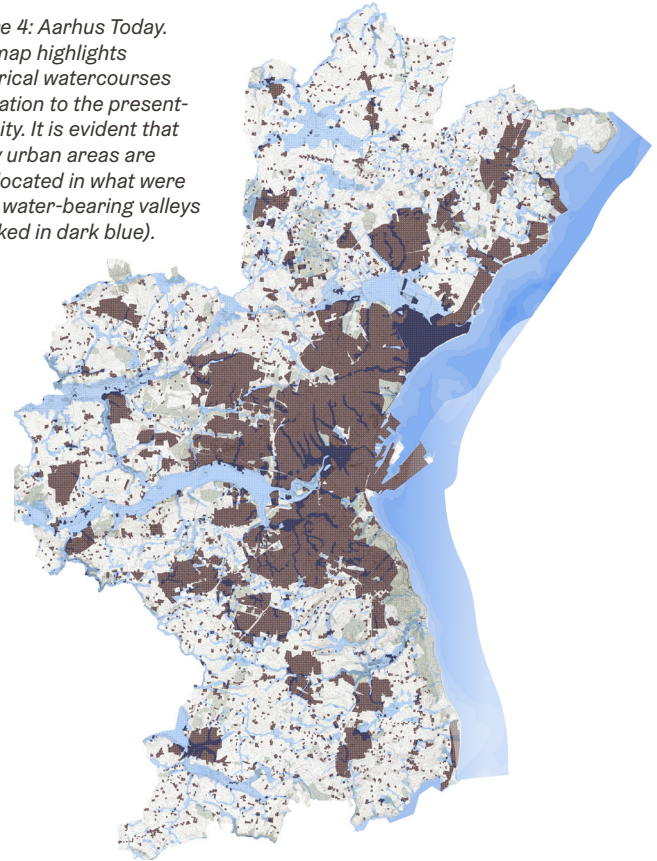 e 4: Aarhus Today.
map highlights
rical watercourses
ation to the present-
ity. It is evident that
y urban areas are
located in what were
water-bearing valleys
ked in dark blue).